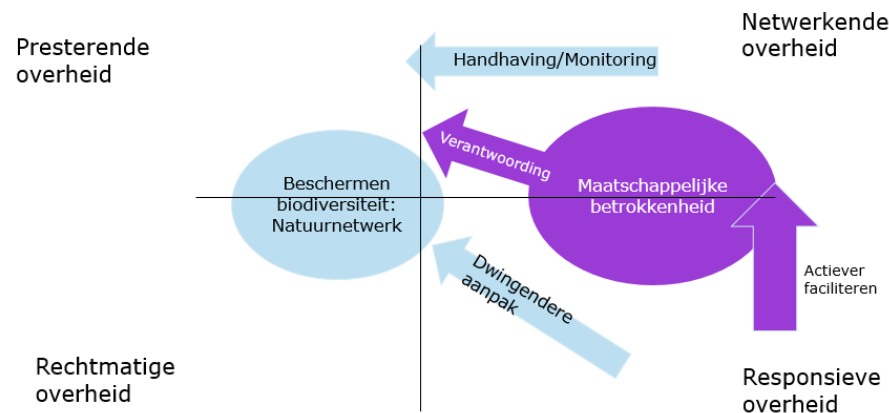 Presterende
overheid
Netwerkende
overheid
Handhaving/Monitoring
Verantwoording
Beschermen
biodiversiteit:
Natuurnetwerk
Maatschappelijke
betrokkenheid
Dwingendere
aanpak
Actiever
faciliteren
Rechtmatige
overheid
Responsieve
overheid